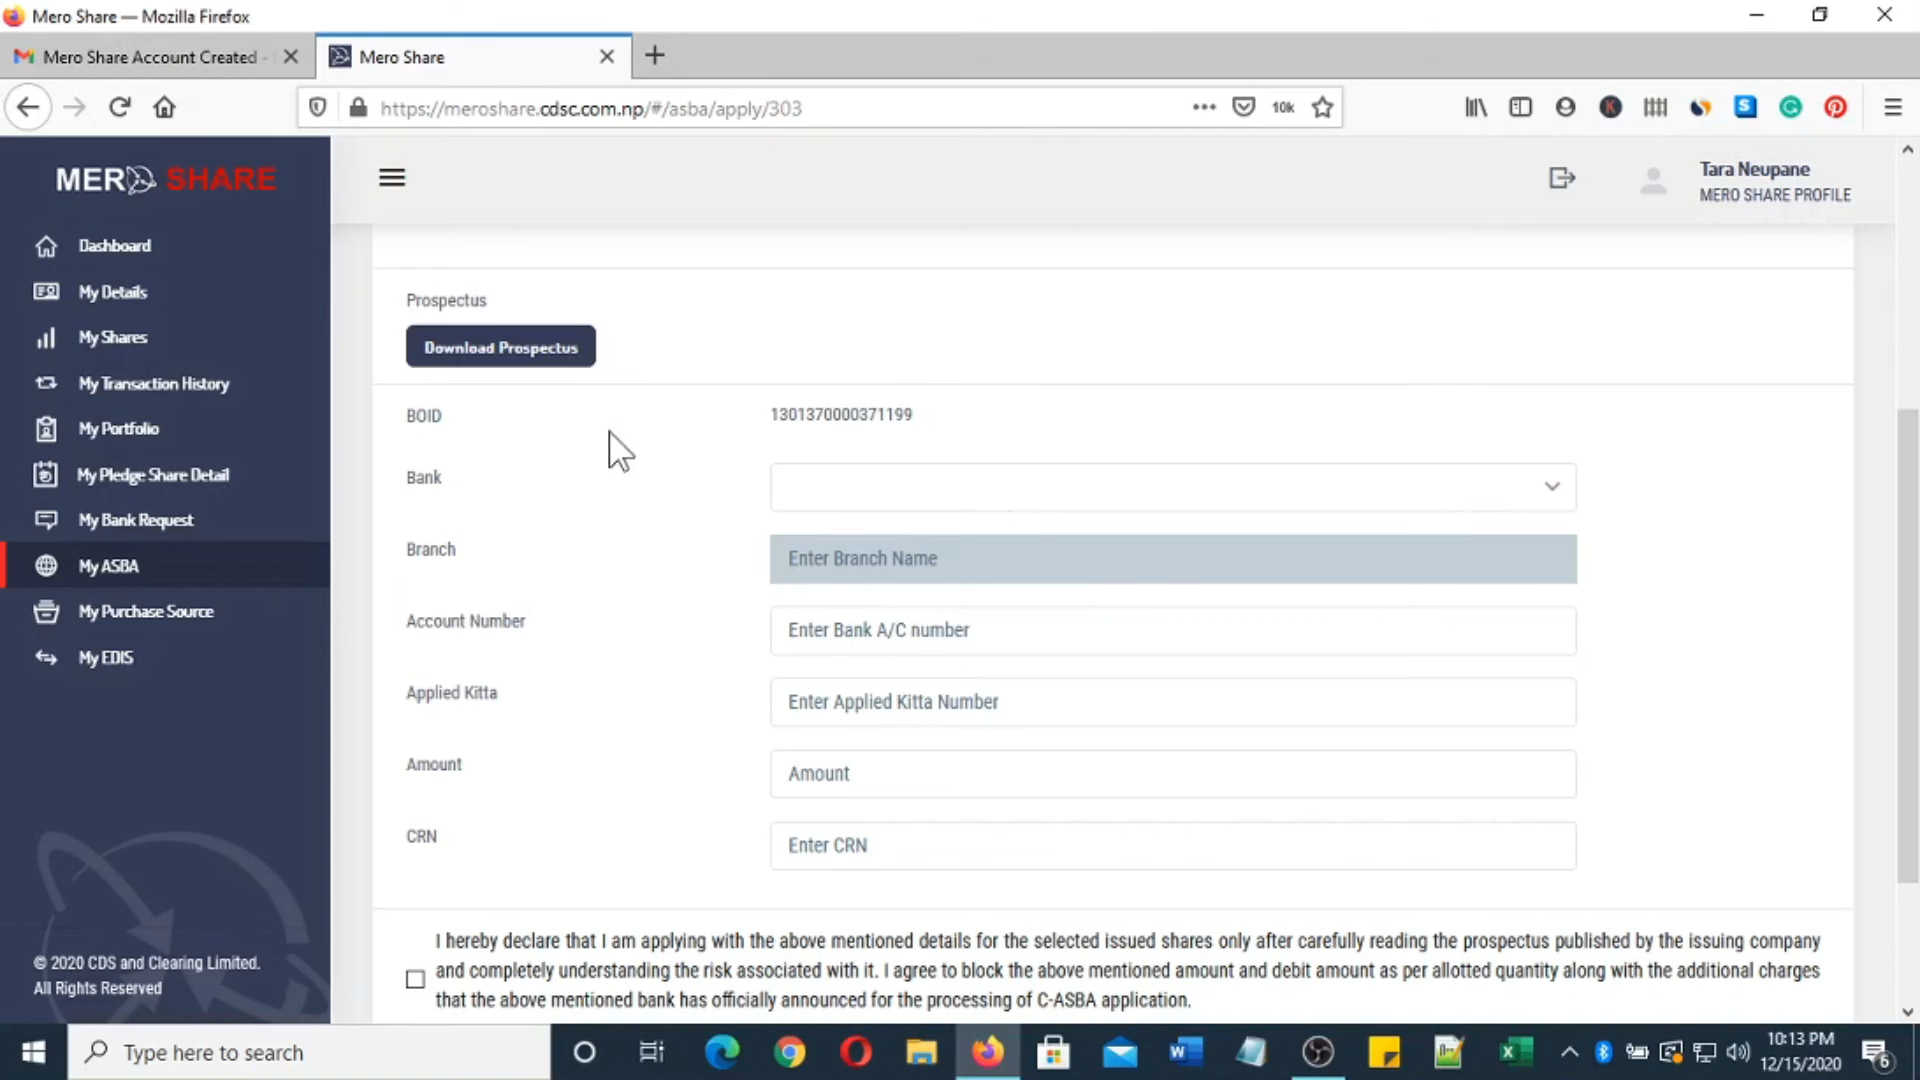 Mero Share — Mozilla Firefox
Mero Share Account Created -
Mero Share
https://meroshare.cdsc.com.np/#/asba/apply/303
10k
MERO SHARE
Tara Neupane
MERO SHARE PROFILE
Dashboard
My Details
My Shares
My Transaction History
My Portfolio
My Pledge Share Detail
My Bank Request
My ASBA
My Purchase Source
My EDIS
© 2020 CDS and Clearing Limited.
All Rights Reserved
Prospectus
Download Prospectus
BOID
1301370000371199
Bank
Branch
Enter Branch Name
Account Number
Enter Bank A/C number
Applied Kitta
Enter Applied Kitta Number
Amount
Amount
CRN
Enter CRN
I hereby declare that I am applying with the above mentioned details for the selected issued shares only after carefully reading the prospectus published by the issuing company
and completely understanding the risk associated with it. I agree to block the above mentioned amount and debit amount as per allotted quantity along with the additional charges
that the above mentioned bank has officially announced for the processing of C-ASBA application.
Type here to search
10:13 PM
12/15/2020
6